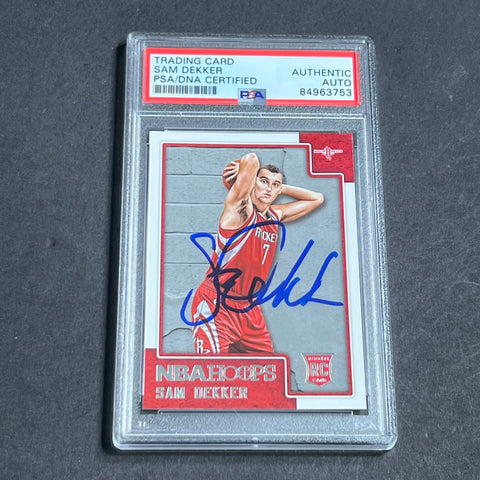 TRADING CARD
SAM DEKKER
PSA/DNA CERTIFIED
AUTHENTIC
AUTO
84963753
PSA
ROCKETS
7
NBA HOOPS
RC
SAM DEKKER